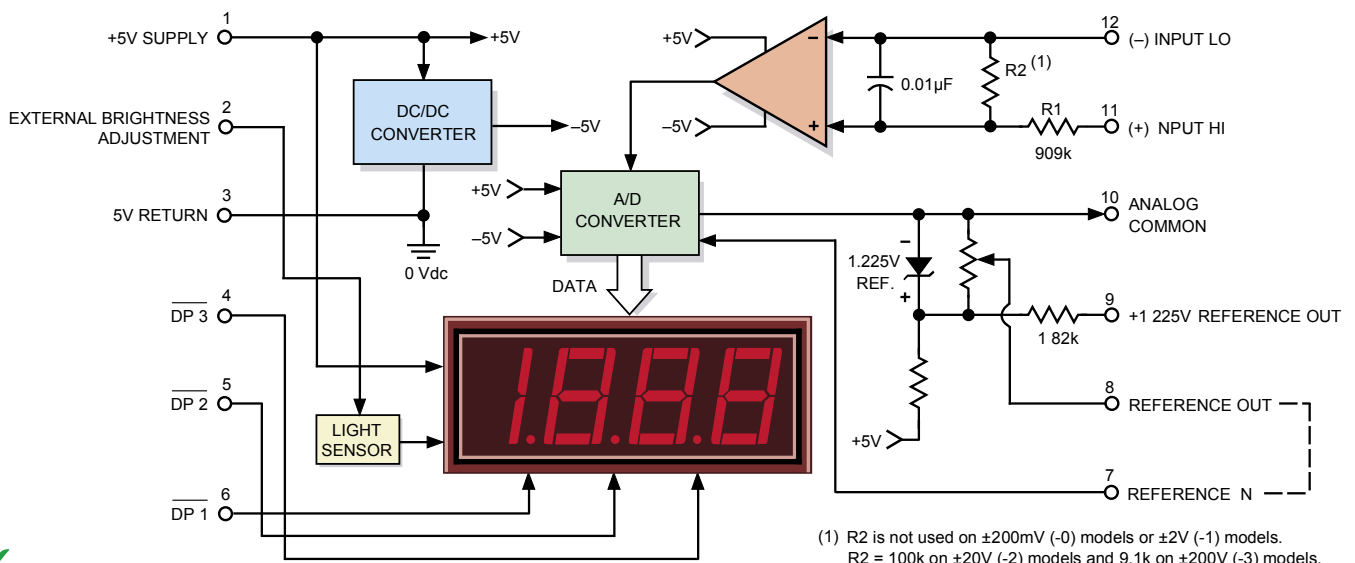 1
+5V SUPPLY
+5V
2
EXTERNAL BRIGHTNESS
ADJUSTMENT
DC/DC
CONVERTER
–5V
3
5V RETURN
0 Vdc
4
DP 3
5
DP 2
6
DP 1
LIGHT
SENSOR
+5V
–5V
–
+
0.01µF
R2 (1)
R1
909k
12
(–) INPUT LO
11
(+) NPUT HI
+5V
–5V
A/D
CONVERTER
DATA
1.8.8.8
10
ANALOG
COMMON
–
1.225V
REF.
+
9
+1 225V REFERENCE OUT
1 82k
8
REFERENCE OUT
+5V
7
REFERENCE N
(1) R2 is not used on ±200mV (-0) models or ±2V (-1) models.
R2 = 100k on ±20V (-2) models and 9.1k on ±200V (-3) models.